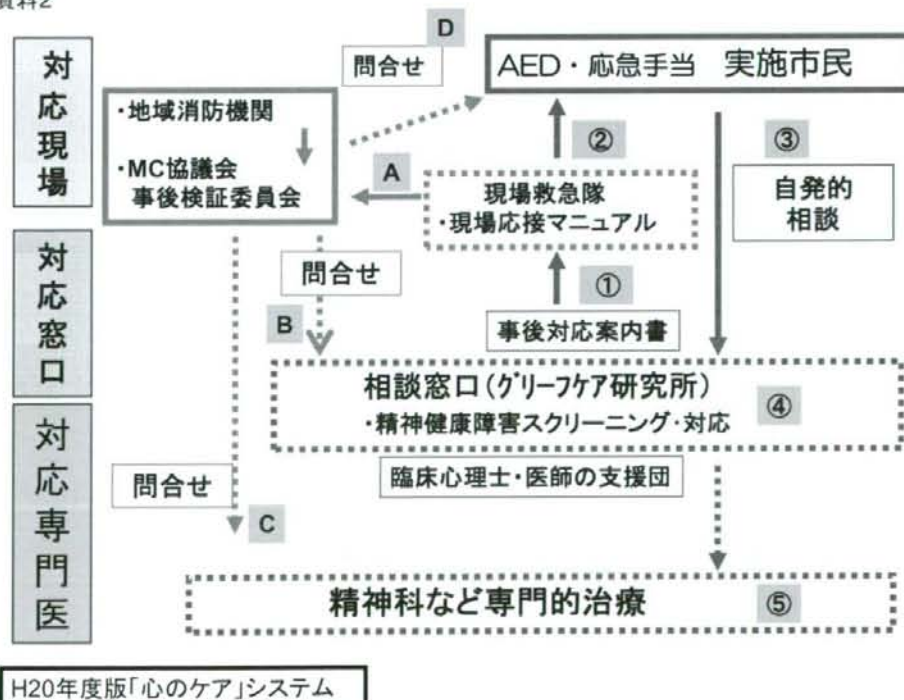 資料2
D
問合せ
AED・応急手当 実施市民
対応現場
・地域消防機関
・MC協議会
事後検証委員会
A
②
③
自発的
相談
現場救急隊
・現場応接マニュアル
対応窓口
問合せ
B
①
事後対応案内書
相談窓口(グリーフケア研究所)
・精神健康障害スクリーニング・対応
④
対応専門医
臨床心理士・医師の支援団
問合せ
C
精神科など専門的治療
⑤
H20年度版「心のケア」システム